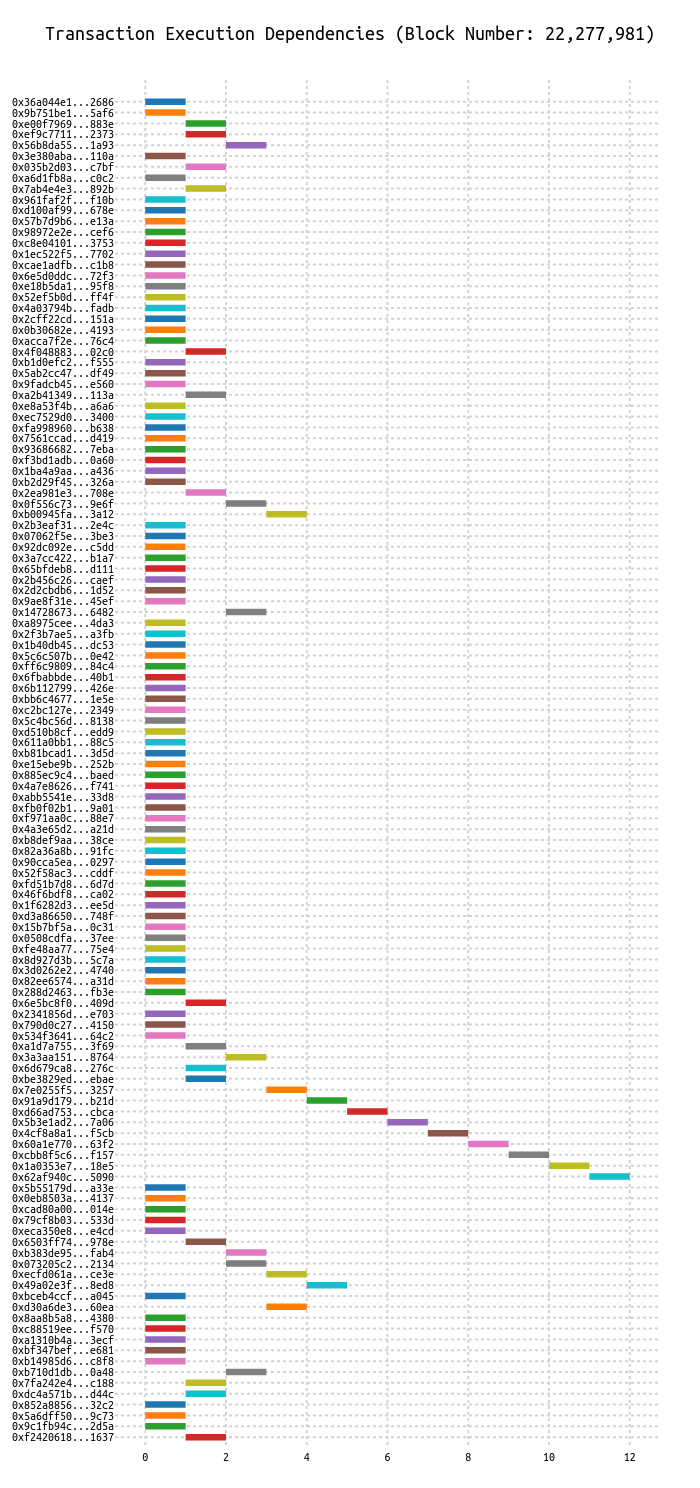 Transaction Execution Dependencies (Block Number: 22,277,981)
0x36a044e1...2686
0x9b751be1...5af6
0xe00f7969...883e
0xef9c7711...2373
0x56b8da55...1a93
0x3e380aba...110a
0x035b2d03...c7bf
0xa6d1fb8a...c0c2
0x7ab4e4e3...892b
0x961faf2f...f10b
0xd100af99...678e
0x57b7d9b6...e13a
0x98972e2e...cef6
0xc8e04101...3753
0x1ec522f5...7702
0xcae1adfb...c1b8
0x6e5d0ddc...72f3
0xe18b5da1...95f8
0x52ef5b0d...ff4f
0x4a03794b...fadb
0x2cff22cd...151a
0x0b30682e...4193
0xacca7f2e...76c4
0x4f048883...02c0
0xb1d0efc2...f555
0x5ab2cc47...df49
0x9fadcb45...e560
0xa2b41349...113a
0xe8a53f4b...a6a6
0xec7529d0...3400
0xfa998960...b638
0x7561ccad...d419
0x93686682...7eba
0xf3bd1adb...0a60
0x1ba4a9aa...a436
0xb2d29f45...326a
0x2ea981e3...708e
0x0f556c73...9e6f
0xb00945fa...3a12
0x2b3eaf31...2e4c
0x07062f5e...3be3
0x92dc092e...c5dd
0x3a7cc422...b1a7
0x65bfdeb8...d111
0x2b456c26...caef
0x2d2cbdb6...1d52
0x9ae8f31e...45ef
0x14728673...6482
0xa8975cee...4da3
0x2f3b7ae5...a3fb
0x1b40db45...dc53
0x5c6c507b...0e42
0xff6c9809...84c4
0x6fbabbde...40b1
0x6b112799...426e
0xbb6c4677...1e5e
0xc2bc127e...2349
0x5c4bc56d...8138
0xd510b8cf...edd9
0x611a0bb1...88c5
0xb81bcad1...3d5d
0xe15ebe9b...252b
0x885ec9c4...baed
0x4a7e8626...f741
0xabb5541e...33d8
0xfb0f02b1...9a01
0xf971aa0c...88e7
0x4a3e65d2...a21d
0xb8def9aa...38ce
0x82a36a8b...91fc
0x90cca5ea...0297
0x52f58ac3...cddf
0xfd51b7d8...6d7d
0x46f6bdf8...ca02
0x1f6282d3...ee5d
0xd3a86650...748f
0x15b7bf5a...0c31
0x0508cdfa...37ee
0xfe48aa77...75e4
0x8d927d3b...5c7a
0x3d0262e2...4740
0x82ee6574...a31d
0x288d2463...fb3e
0x6e5bc8f0...409d
0x2341856d...e703
0x790d0c27...4150
0x534f3641...64c2
0xa1d7a755...3f69
0x3a3aa151...8764
0x6d679ca8...276c
0xbe3829ed...ebae
0x7e0255f5...3257
0x91a9d179...b21d
0xd66ad753...cbca
0x5b3e1ad2...7a06
0x4cf8a8a1...f5cb
0x60a1e770...63f2
0xcbb8f5c6...f157
0x1a0353e7...18e5
0x62af940c...5090
0x5b55179d...a33e
0x0eb8503a...4137
0xcad80a00...014e
0x79cf8b03...533d
0xeca350e8...e4cd
0x6503ff74...978e
0xb383de95...fab4
0x073205c2...2134
0xecfd061a...ce3e
0x49a02e3f...8ed8
0xbceb4ccf...a045
0xd30a6de3...60ea
0x8aa8b5a8...4380
0xc88519ee...f570
0xa1310b4a...3ecf
0xbf347bef...e681
0xb14985d6...c8f8
0xb710d1db...0a48
0x7fa242e4...c188
0xdc4a571b...d44c
0x852a8856...32c2
0x5a6dff50...9c73
0x9c1fb94c...2d5a
0xf2420618...1637
0 2 4 6 8 10 12